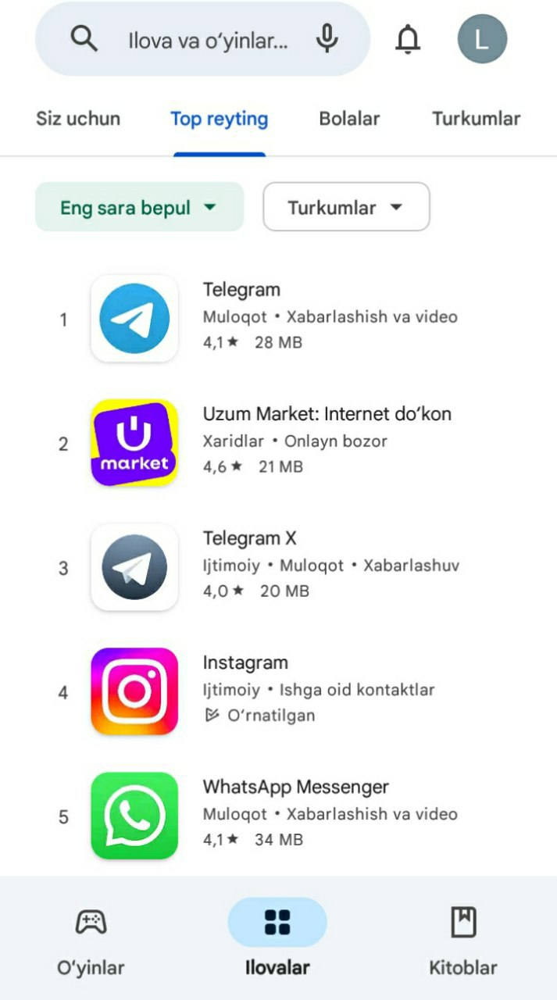 Ilova va oʻyinlar...
L
Siz uchun
Top reyting
Bolalar
Turkumlar
Eng sara bepul
Turkumlar
1
Telegram
Muloqot • Xabarlashish va video
4,1★ 28 MB
2
market
Uzum Market: Internet doʻkon
Xaridlar • Onlayn bozor
4,6★ 21 MB
3
Telegram X
Ijtimoiy • Muloqot • Xabarlashuv
4,0★ 20 MB
4
Instagram
Ijtimoiy • Ishga oid kontaktlar
Oʻrnatilgan
5
WhatsApp Messenger
Muloqot • Xabarlashish va video
4,1★ 34 MB
Oʻyinlar
Ilovalar
Kitoblar